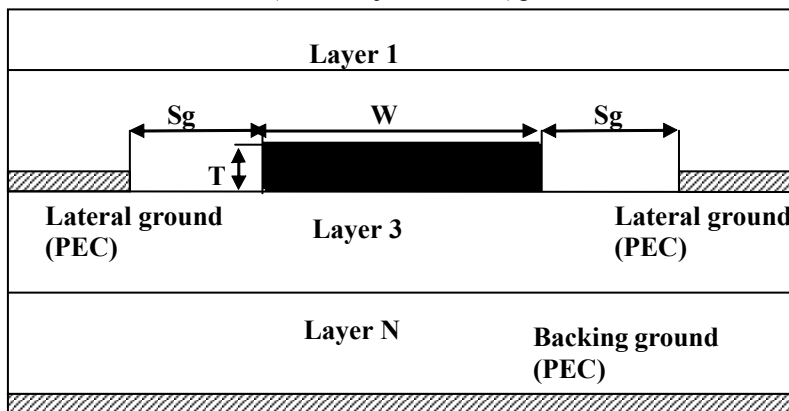 Layer 1
Sg W Sg
T
Lateral ground
(PEC)
Layer 3
Lateral ground
(PEC)
Layer N
Backing ground
(PEC)